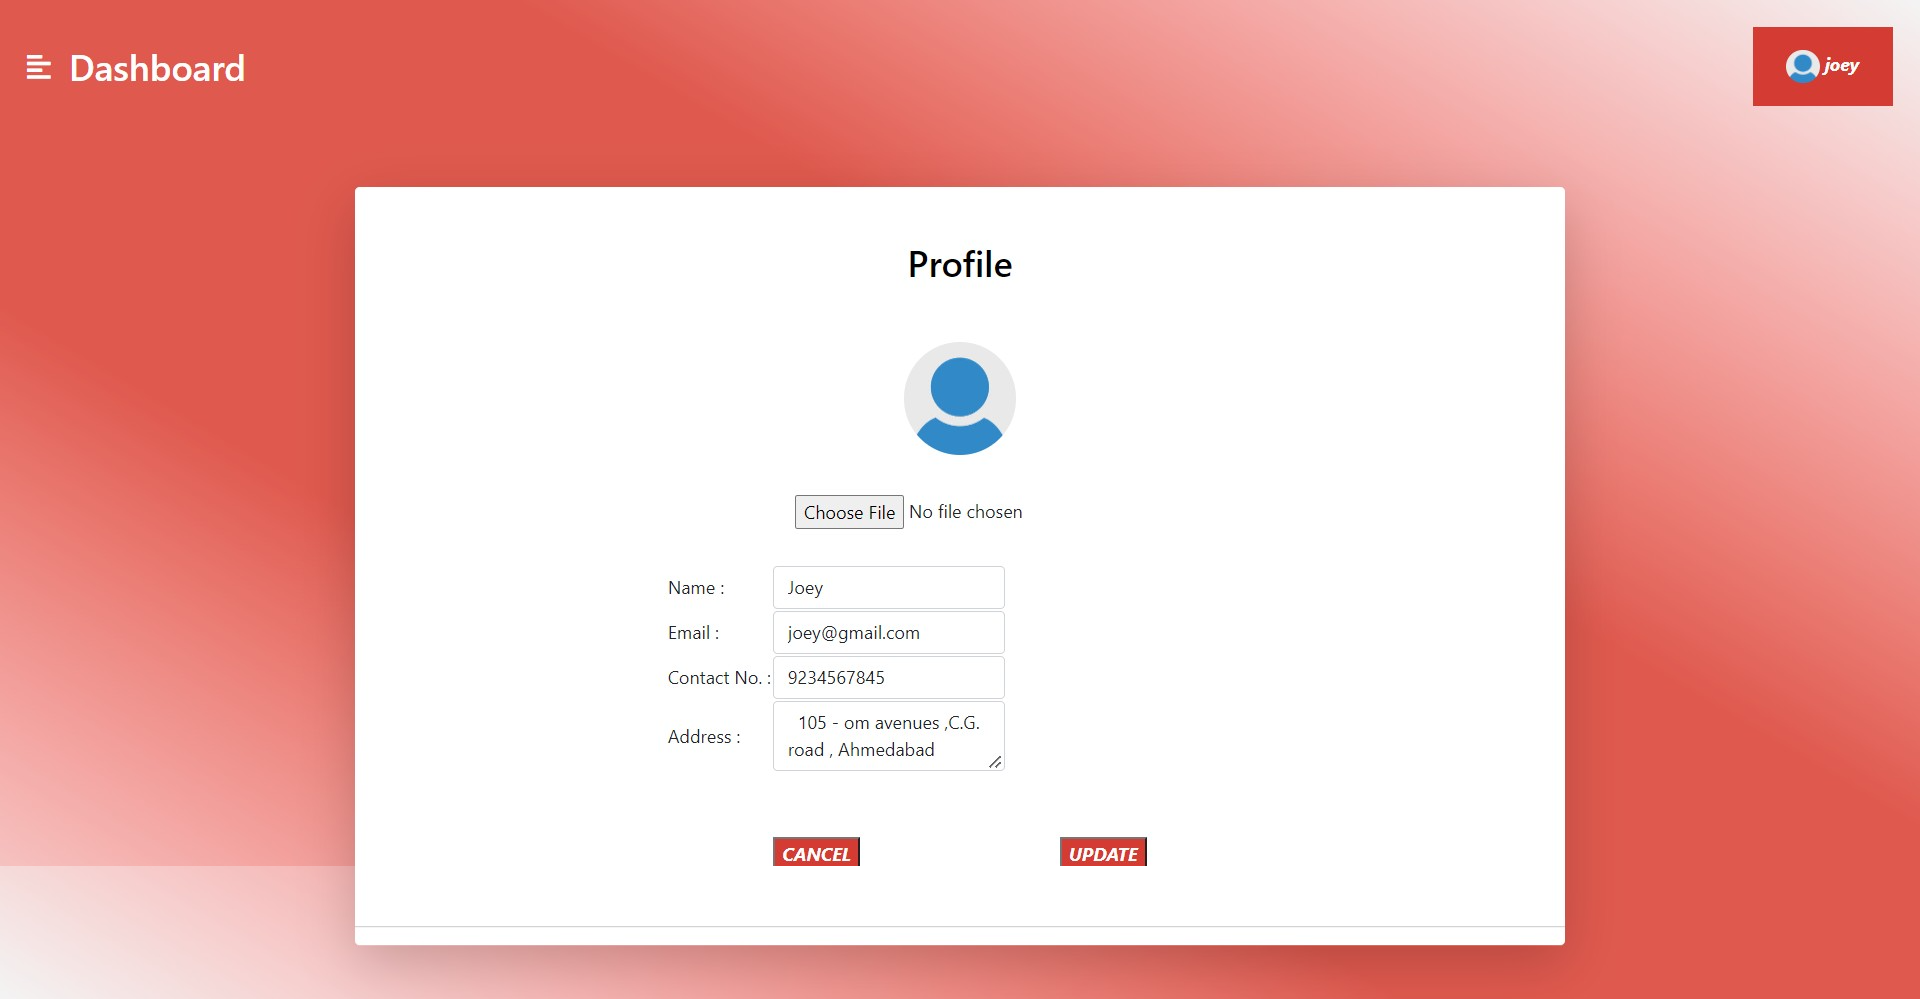 Dashboard
joey
Profile
Choose File No file chosen
Name : Joey
Email : joey@gmail.com
Contact No. : 9234567845
Address : 105 - om avenues ,C.G.
road , Ahmedabad
CANCEL UPDATE